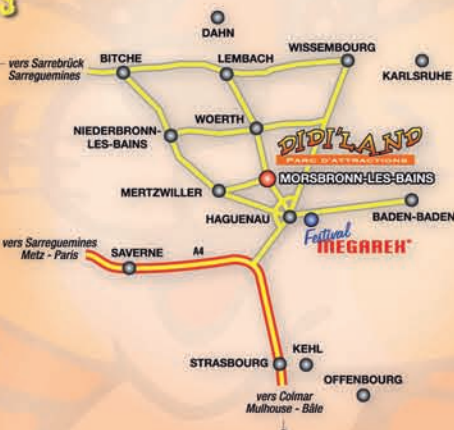 DAHN
WISSEMBOURG
vers Sarrebrück
Sarreguemines
BITCHE
LEMBACH
KARLSRUHE
NIEDERBRONN-
LES-BAINS
WOERTH
DIDI'LAND
PARC D'ATTRACTIONS
MORSBRONN-LES-BAINS
MERTZWILLER
HAGUENAU
BADEN-BADEN
Festival
MEGAREX
vers Sarreguemines
Metz - Paris
SAVERNE
A4
STRASBOURG
KEHL
OFFENBOURG
vers Colmar
Mulhouse - Bâle